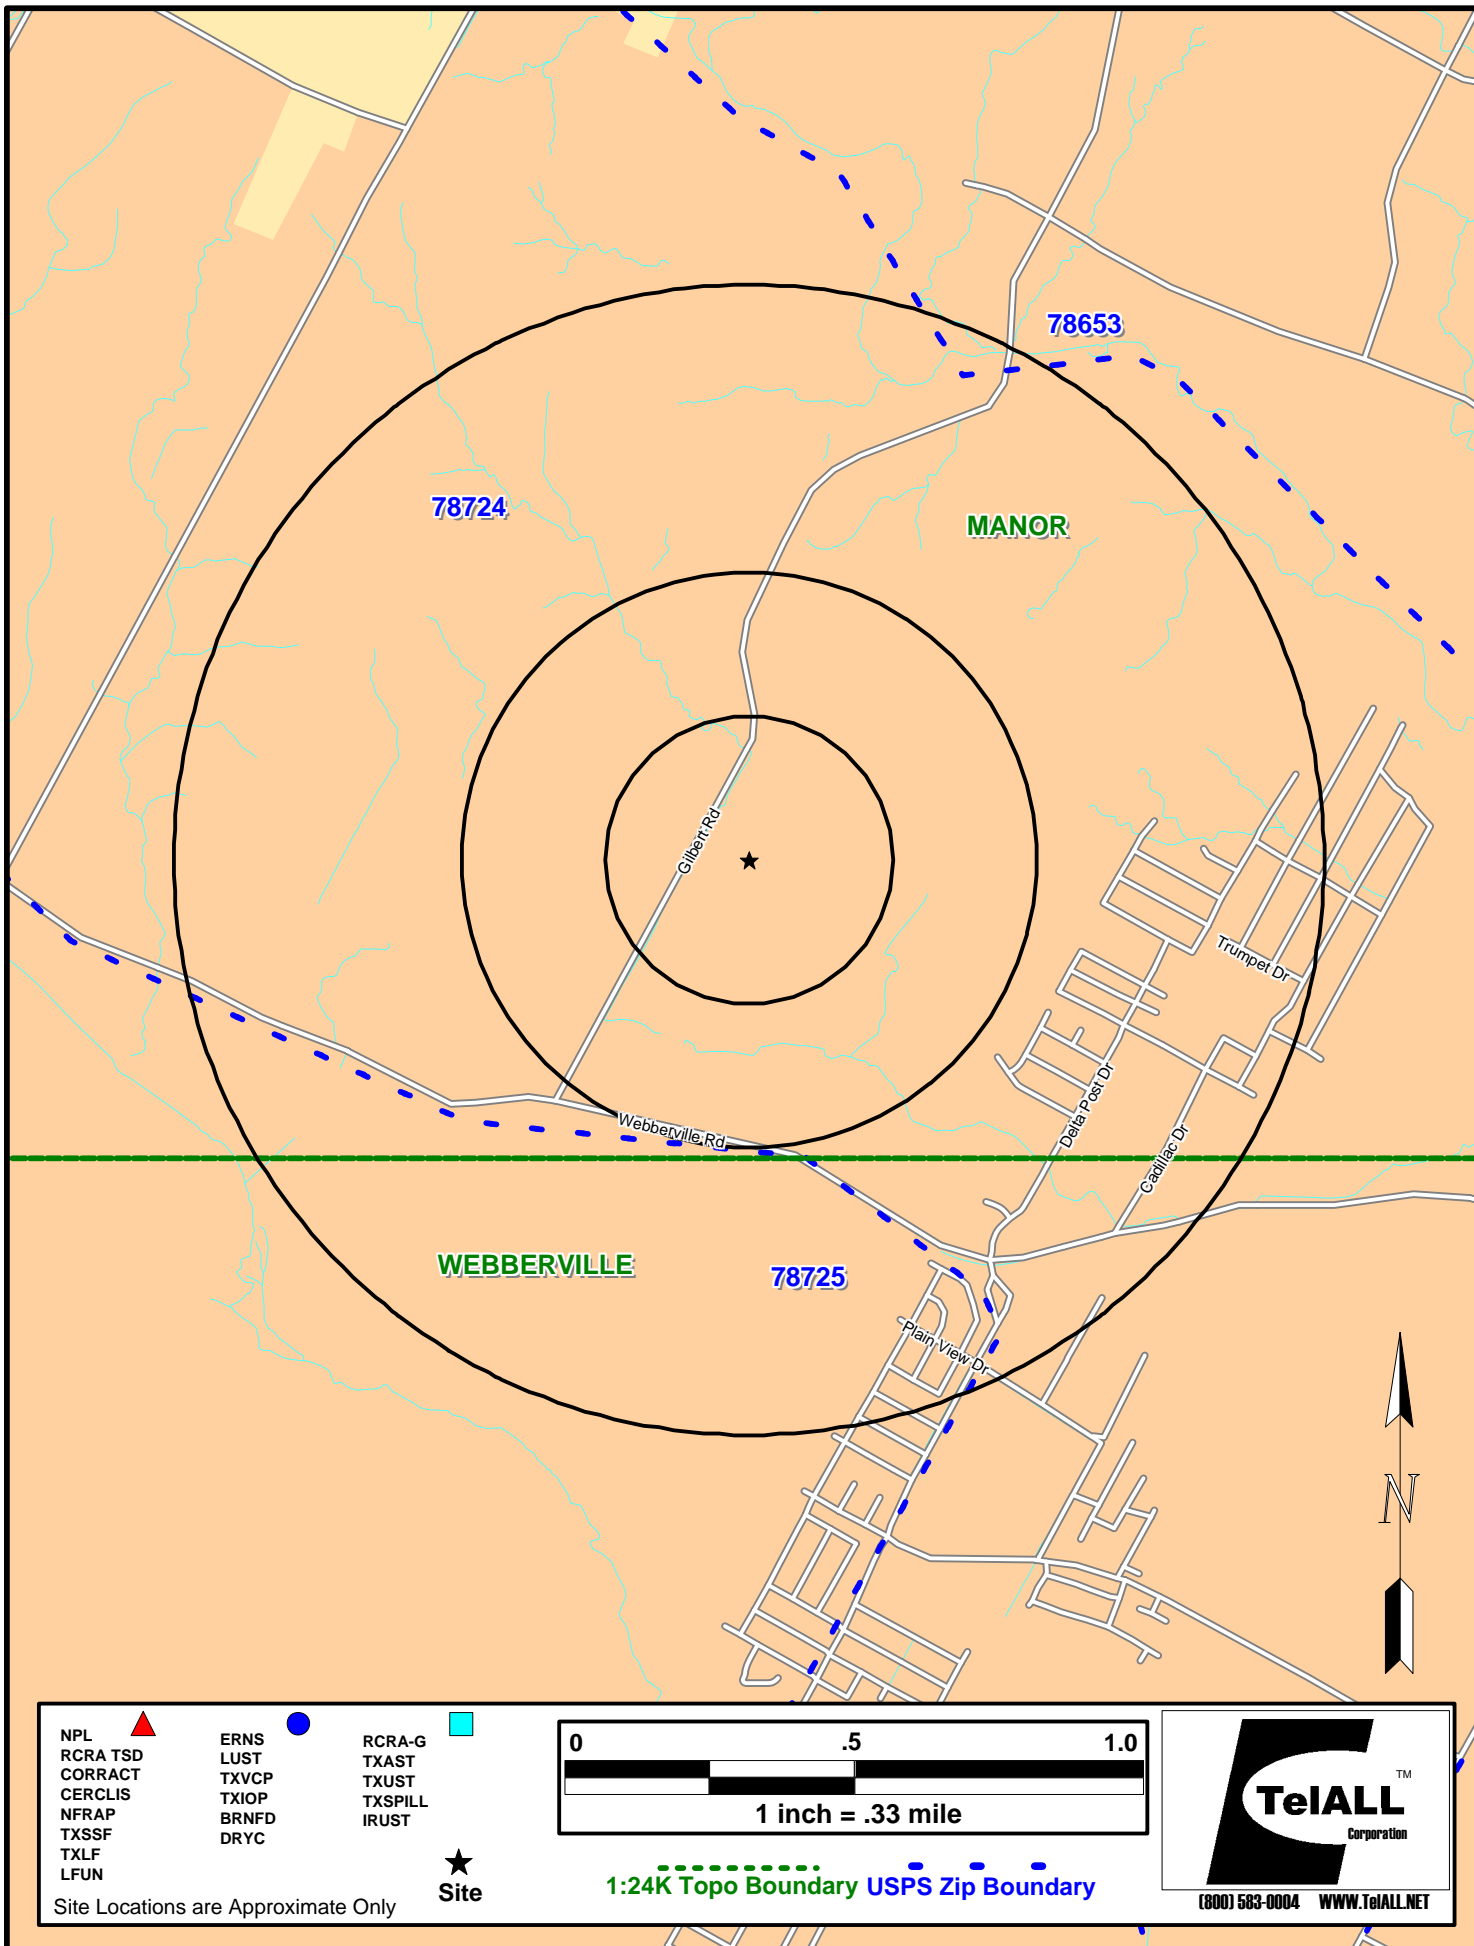 78653
78724
MANOR
Gilbert Rd
Trumpet Dr
Delta Post Dr
Webberville Rd
Cadillac Dr
WEBBERVILLE
78725
Plain View Dr
N
NPL
RCRA TSD
CORRACT
CERCLIS
NFRAP
TXSSF
TXLF
LFUN
ERNS
LUST
TXVCP
TXIOP
BRNFD
DRYC
RCRA-G
TXAST
TXUST
TXSPILL
IRUST
Site
Site Locations are Approximate Only
0 .5 1.0
1 inch = .33 mile
1:24K Topo Boundary
USPS Zip Boundary
TelALL TM
Corporation
(800) 583-0004 WWW.TelALL.NET